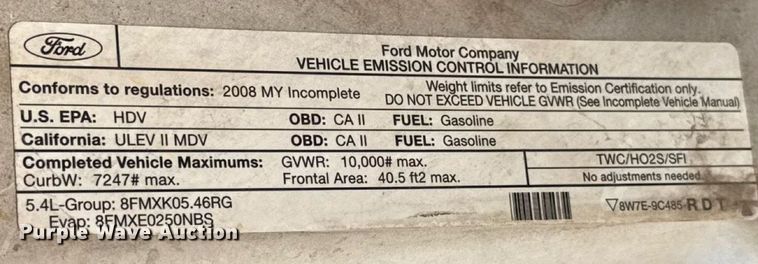 Ford
Ford Motor Company
VEHICLE EMISSION CONTROL INFORMATION
Conforms to regulations: 2008 MY Incomplete
Weight limits refer to Emission Certification only.
DO NOT EXCEED VEHICLE GVWR (See Incomplete Vehicle Manual)
U.S. EPA: HDV OBD: CA II FUEL: Gasoline
California: ULEV II MDV OBD: CA II FUEL: Gasoline
Completed Vehicle Maximums: GVWR: 10,000# max.
CurbW: 7247# max. Frontal Area: 40.5 ft2 max.
TWC/HO2S/SFI
No adjustments needed.
5.4L-Group: 8FMXK05.46RG
Evap: 8FMXE0250NBS
▽8W7E-9C485-R D T
Purple Wave Auction